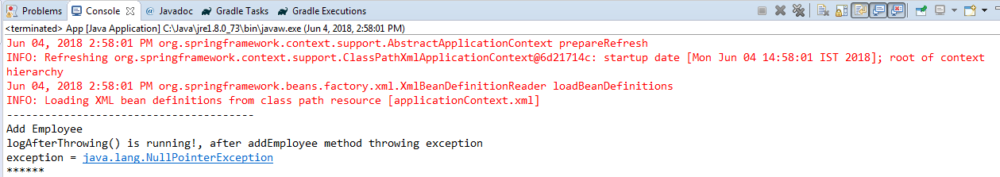 Problems Console @ Javadoc Gradle Tasks Gradle Executions
<terminated> App [Java Application] C:\Java\jre1.8.0_73\bin\javaw.exe (Jun 4, 2018, 2:58:01 PM)
Jun 04, 2018 2:58:01 PM org.springframework.context.support.AbstractApplicationContext prepareRefresh
INFO: Refreshing org.springframework.context.support.ClassPathXmlApplicationContext@6d21714c: startup date [Mon Jun 04 14:58:01 IST 2018]; root of context
hierarchy
Jun 04, 2018 2:58:01 PM org.springframework.beans.factory.xml.XmlBeanDefinitionReader loadBeanDefinitions
INFO: Loading XML bean definitions from class path resource [applicationContext.xml]
---------------------------------------
Add Employee
logAfterThrowing() is running!, after addEmployee method throwing exception
exception = java.lang.NullPointerException
******